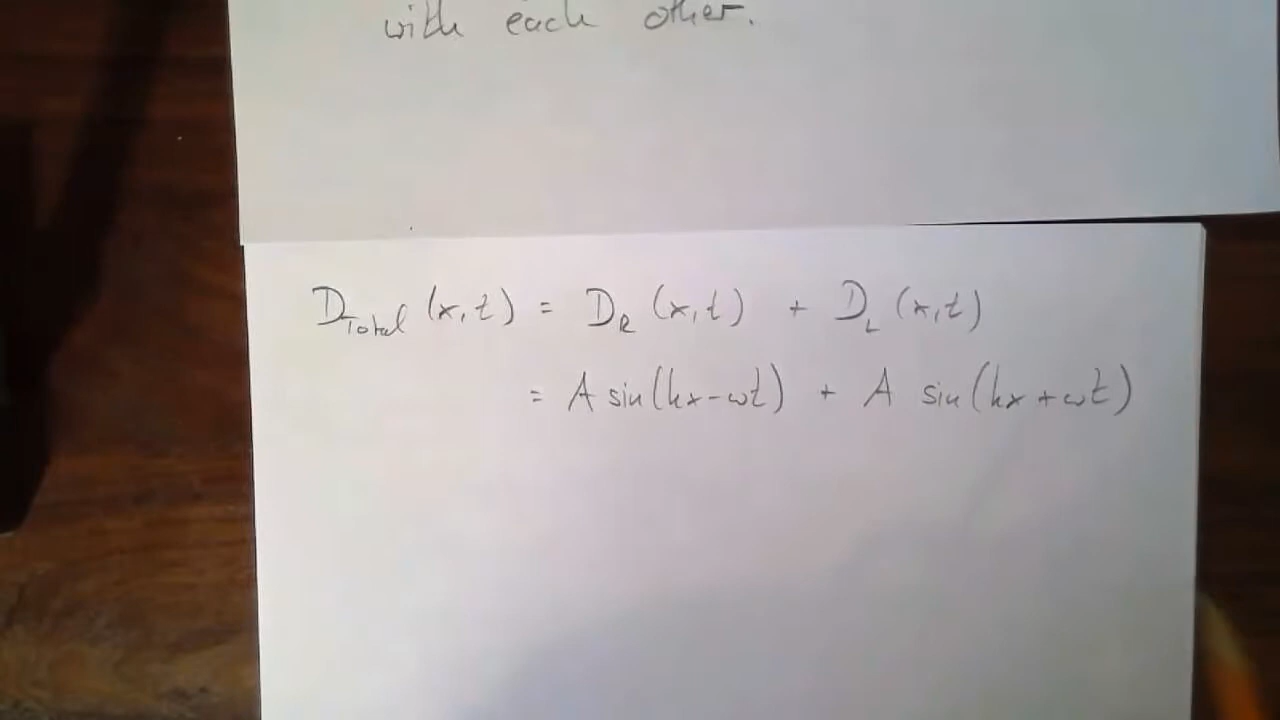 with each other.
D_Total (x,t) = D_R (x,t) + D_L (x,t)
= A sin(kx-ωt) + A sin(kx+ωt)